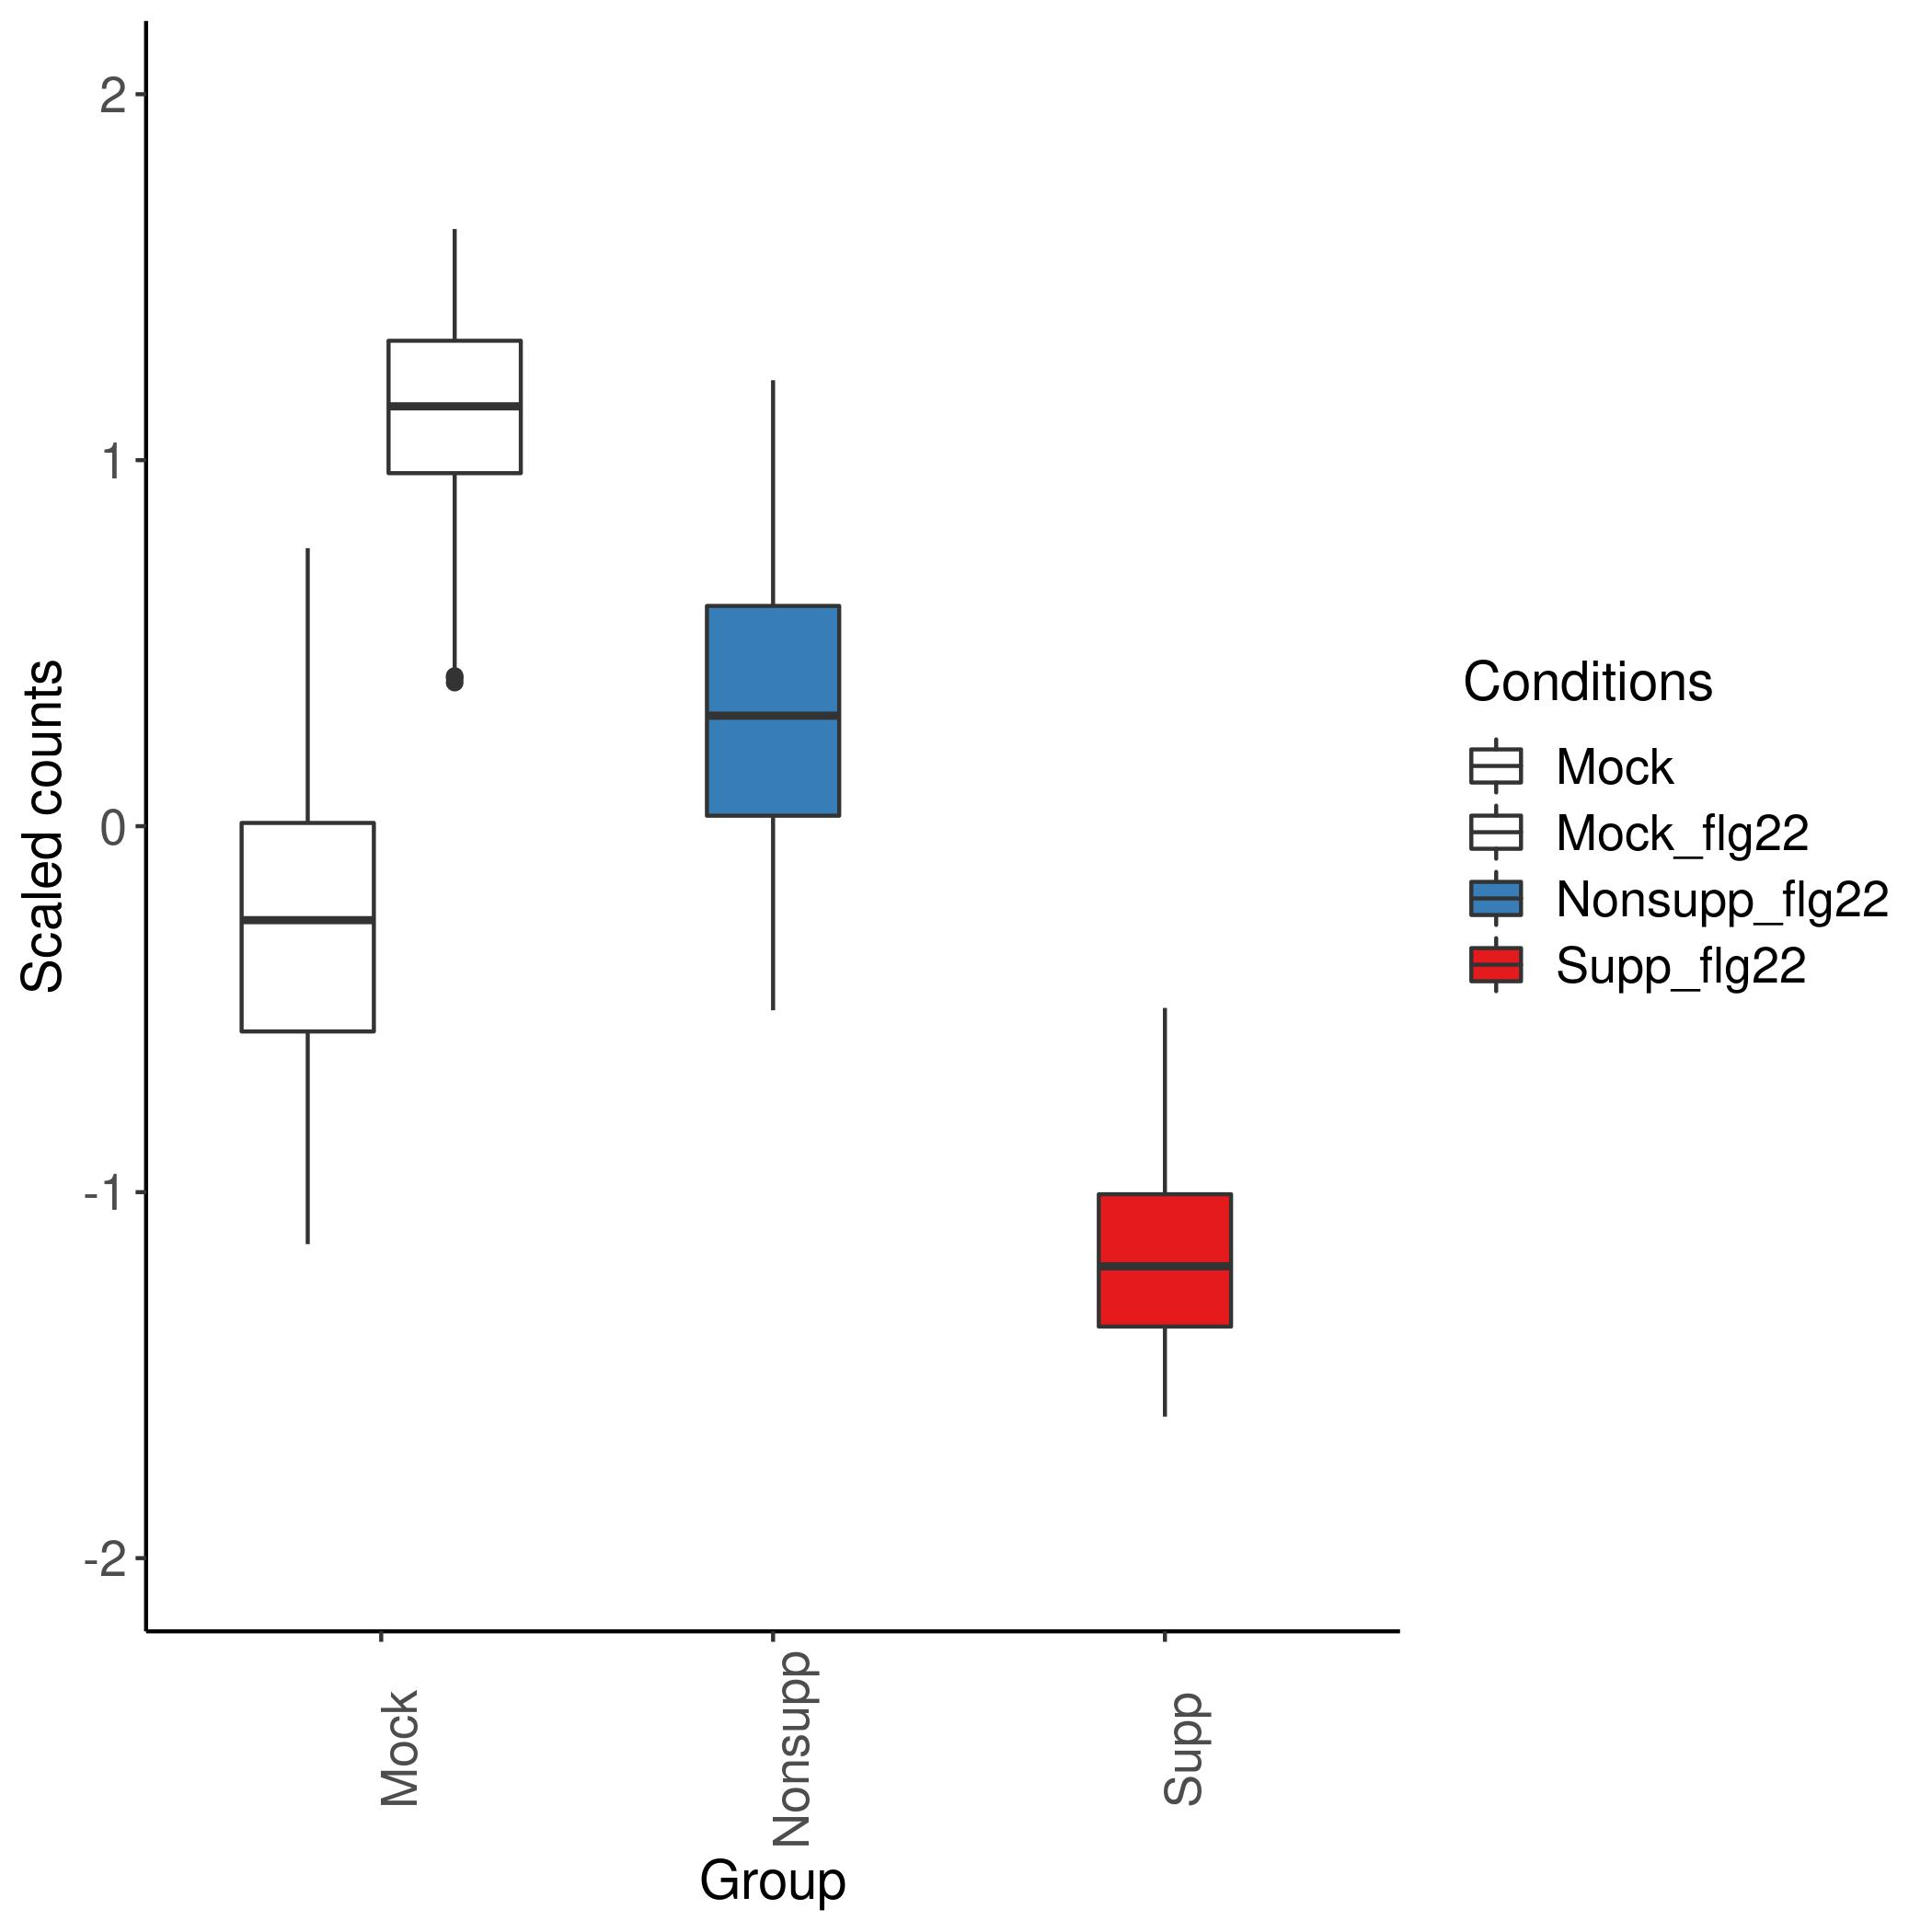 Scaled counts
2
1
0
-1
-2
Mock
Nonsupp
Supp
Group
Conditions
Mock
Mock_flg22
Nonsupp_flg22
Supp_flg22